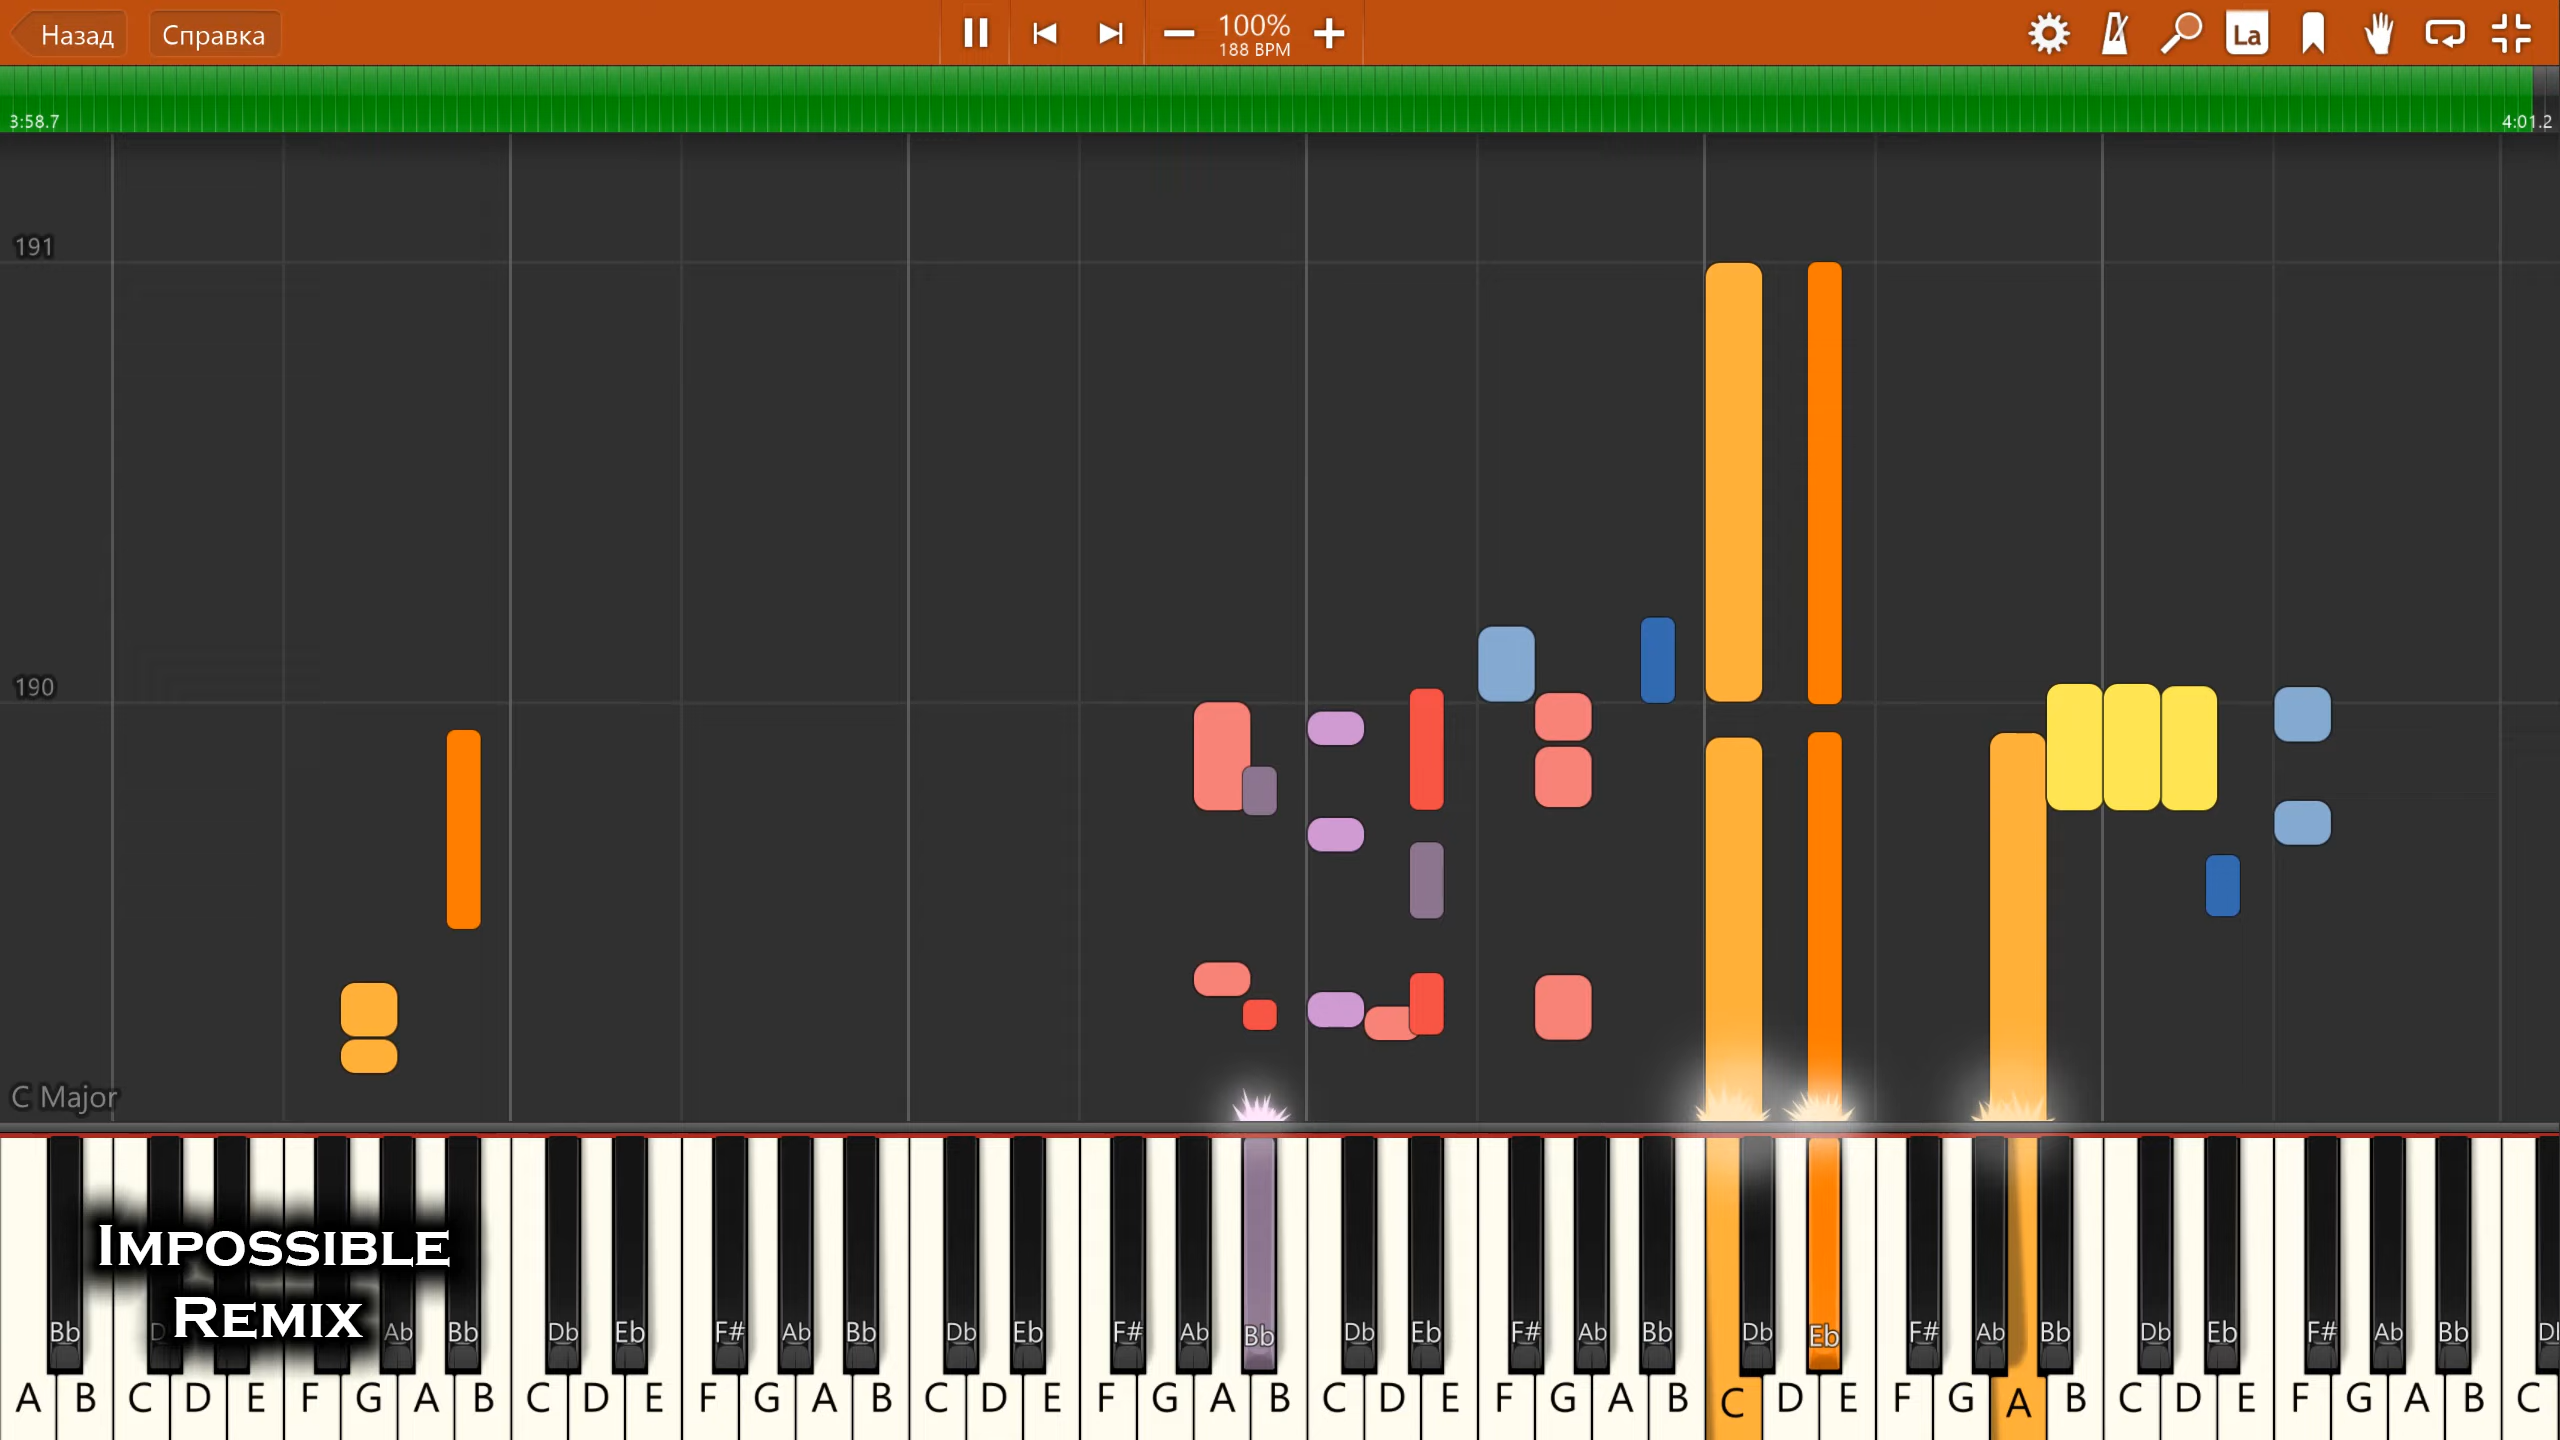 Назад Справка 100% La
188 BPM
3:58.7 4:01.2
191
190
C Major
Impossible
Remix
Bb D Ab Bb Db Eb F# Ab Bb Db Eb F# Ab Bb Db Eb F# Ab Bb Db Eb F# Ab Bb Db Eb F# Ab Bb
A B C D E F G A B C D E F G A B C D E F G A B C D E F G A B C D E F G A B C D E F G A B C